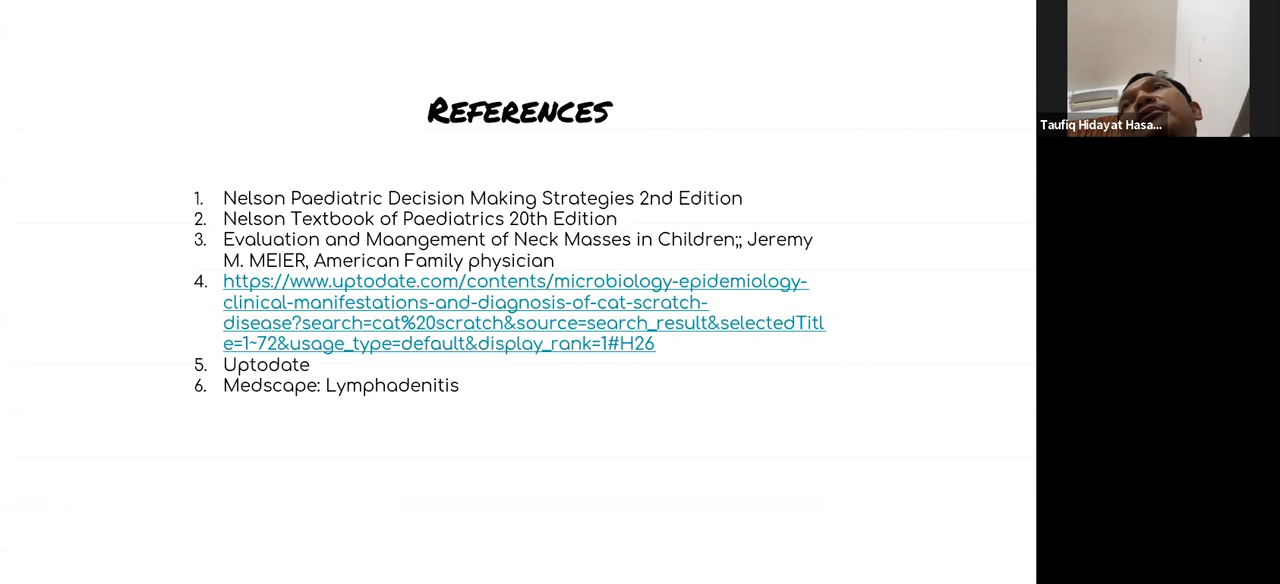 REFERENCES
1. Nelson Paediatric Decision Making Strategies 2nd Edition
2. Nelson Textbook of Paediatrics 20th Edition
3. Evaluation and Maangement of Neck Masses in Children;; Jeremy
M. MEIER, American Family physician
4. https://www.uptodate.com/contents/microbiology-epidemiology-
clinical-manifestations-and-diagnosis-of-cat-scratch-
disease?search=cat%20scratch&source=search_result&selectedTitl
e=1~72&usage_type=default&display_rank=1#H26
5. Uptodate
6. Medscape: Lymphadenitis
Taufiq Hidayat Hasa...